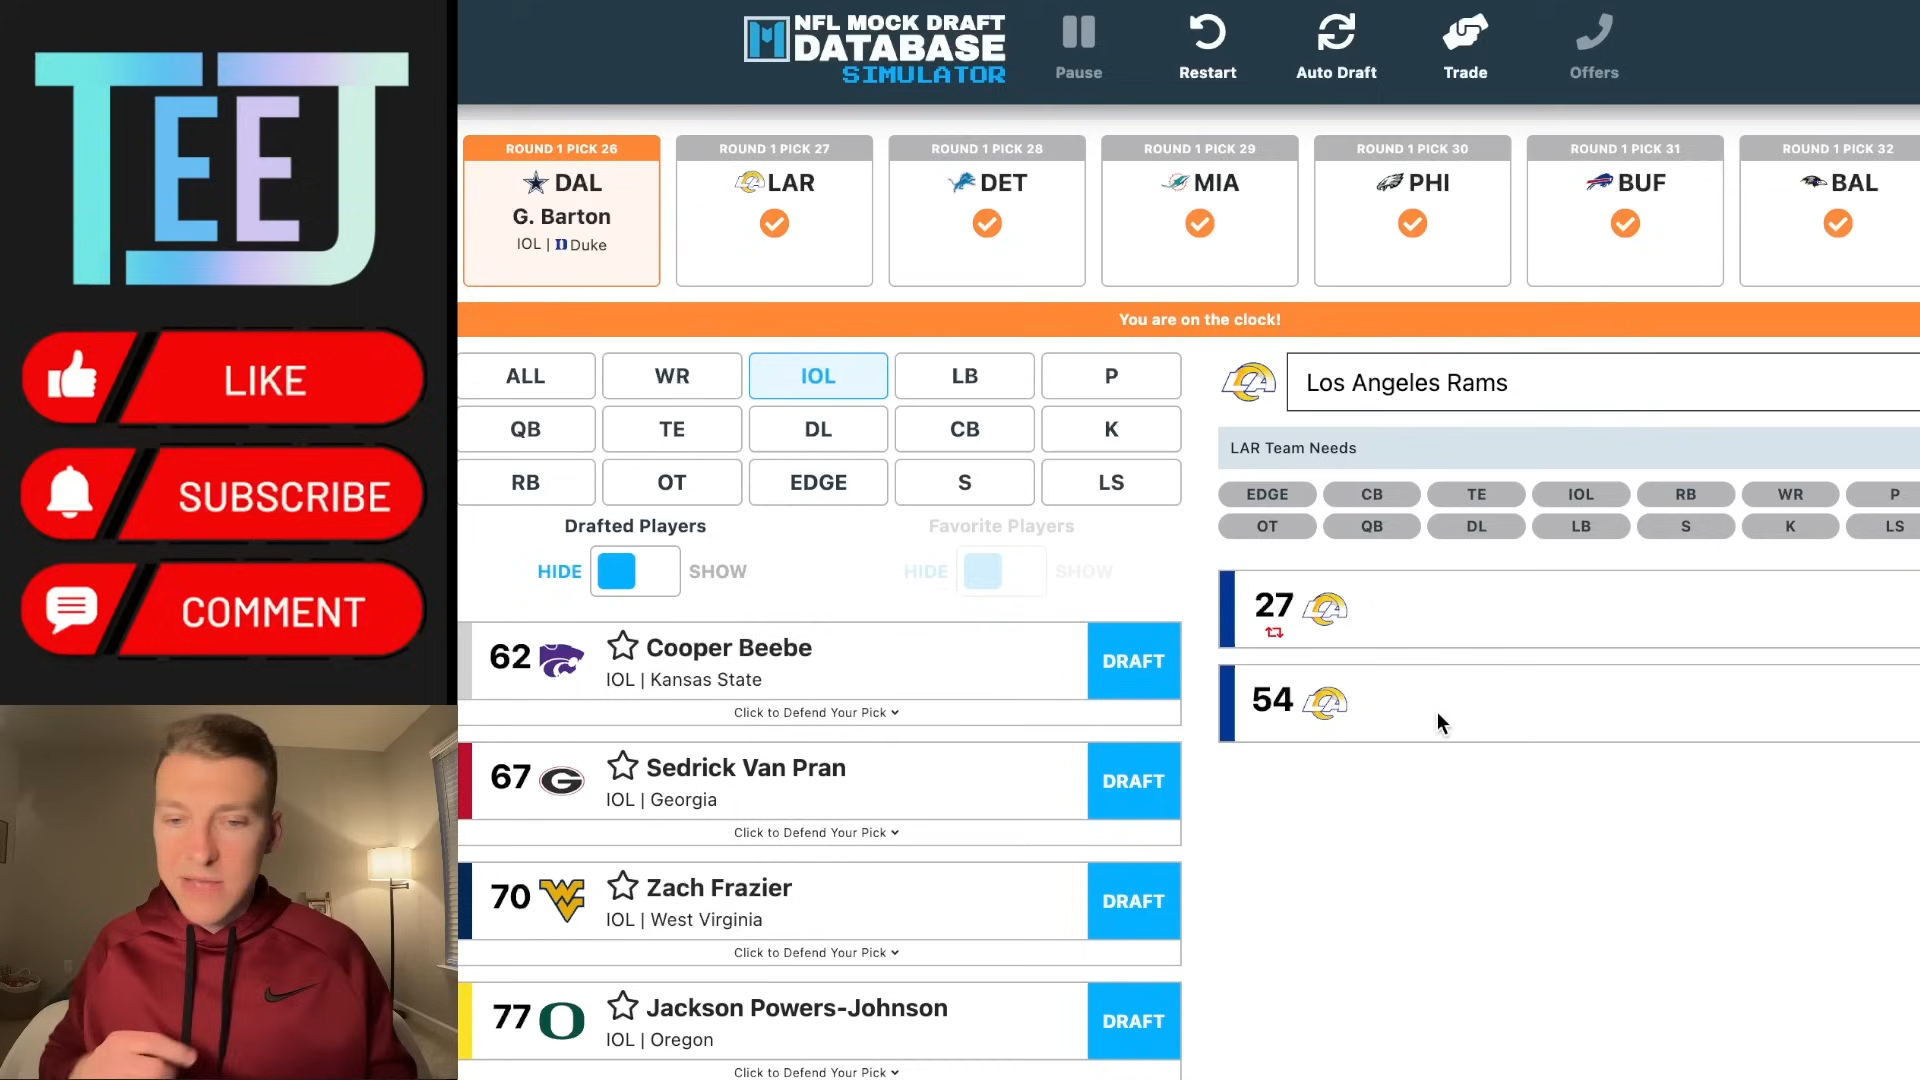 TEEJ
LIKE
SUBSCRIBE
COMMENT
NFL MOCK DRAFT
DATABASE
SIMULATOR
Pause
Restart
Auto Draft
Trade
Offers
ROUND 1 PICK 26
DAL
G. Barton
IOL | Duke
ROUND 1 PICK 27
LAR
ROUND 1 PICK 28
DET
ROUND 1 PICK 29
MIA
ROUND 1 PICK 30
PHI
ROUND 1 PICK 31
BUF
ROUND 1 PICK 32
BAL
You are on the clock!
ALL WR IOL LB P
QB TE DL CB K
RB OT EDGE S LS
Drafted Players
HIDE SHOW
Favorite Players
HIDE SHOW
62 Cooper Beebe
IOL | Kansas State
DRAFT
Click to Defend Your Pick
67 Sedrick Van Pran
IOL | Georgia
DRAFT
Click to Defend Your Pick
70 Zach Frazier
IOL | West Virginia
DRAFT
Click to Defend Your Pick
77 Jackson Powers-Johnson
IOL | Oregon
DRAFT
Click to Defend Your Pick
Los Angeles Rams
LAR Team Needs
EDGE CB TE IOL RB WR P
OT QB DL LB S K LS
27
54